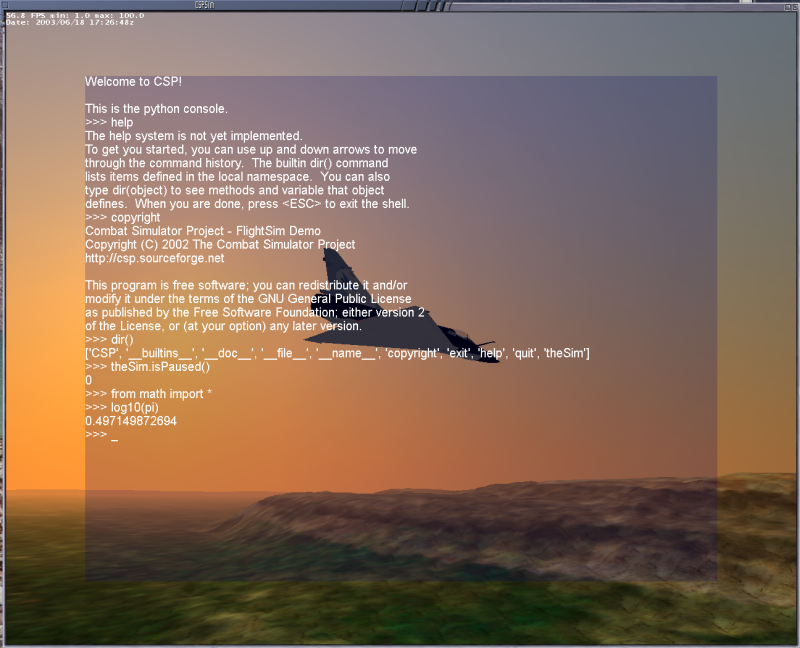 CSPSim
56.8 FPS min: 1.0 max: 100.0
Date: 2003/06/18 17:26:48z
Welcome to CSP!
This is the python console.
>>> help
The help system is not yet implemented.
To get you started, you can use up and down arrows to move
through the command history.  The builtin dir() command
lists items defined in the local namespace.  You can also
type dir(object) to see methods and variable that object
defines.  When you are done, press <ESC> to exit the shell.
>>> copyright
Combat Simulator Project - FlightSim Demo
Copyright (C) 2002 The Combat Simulator Project
http://csp.sourceforge.net
This program is free software; you can redistribute it and/or
modify it under the terms of the GNU General Public License
as published by the Free Software Foundation; either version 2
of the License, or (at your option) any later version.
>>> dir()
['CSP', '__builtins__', '__doc__', '__file__', '__name__', 'copyright', 'exit', 'help', 'quit', 'theSim']
>>> theSim.isPaused()
0
>>> from math import *
>>> log10(pi)
0.497149872694
>>> _